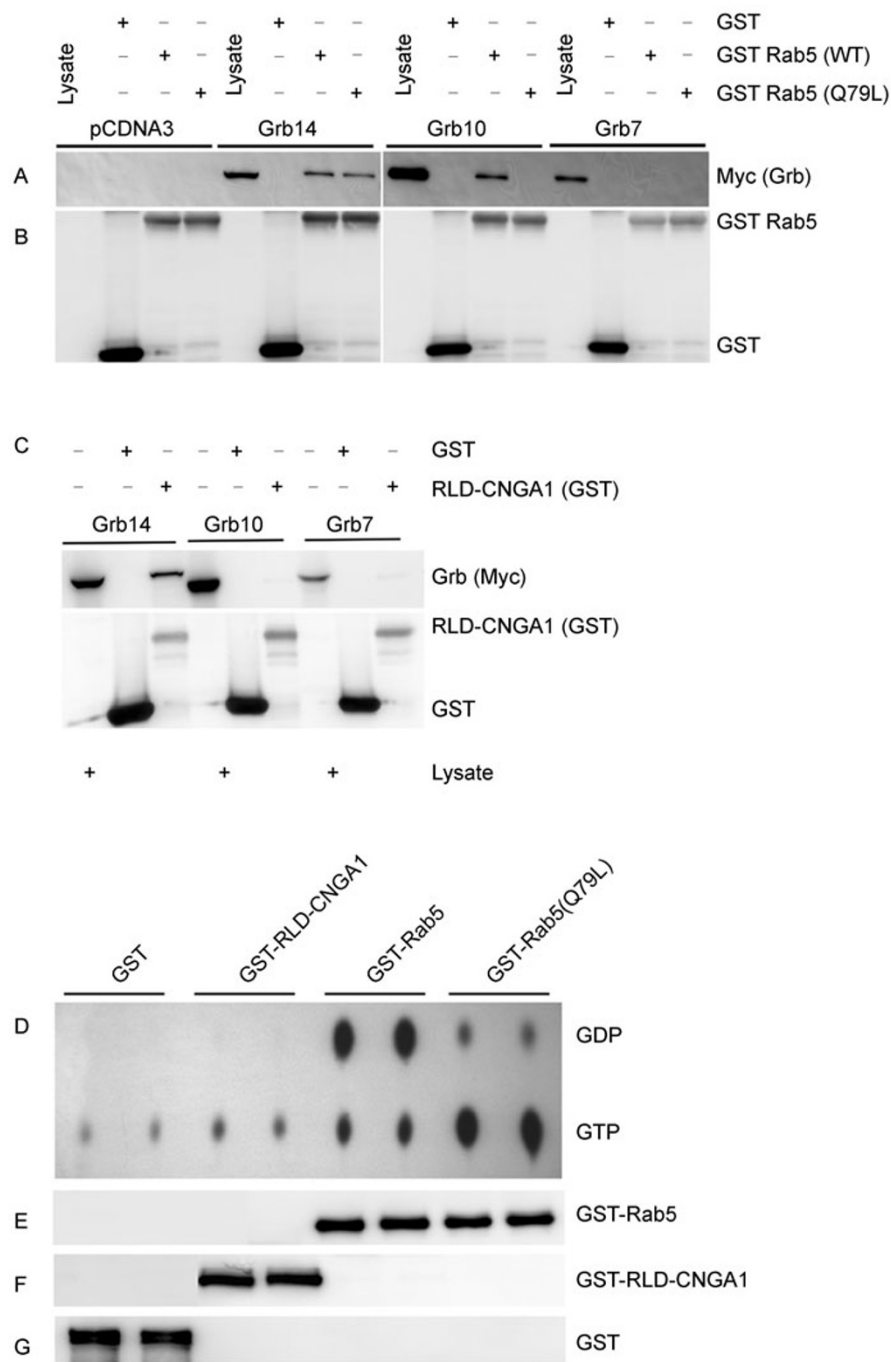 Lysate + – – Lysate + – – Lysate + – – Lysate + – – GST
– + – – + – – + – – + – GST Rab5 (WT)
– – + – – + – – + – – + GST Rab5 (Q79L)
pCDNA3 Grb14 Grb10 Grb7
A Myc (Grb)
B GST Rab5
GST
C – + – – + – – + – GST
– – + – – + – – + RLD-CNGA1 (GST)
Grb14 Grb10 Grb7
Grb (Myc)
RLD-CNGA1 (GST)
GST
+ + + Lysate
GST GST-RLD-CNGA1 GST-Rab5 GST-Rab5(Q79L)
D GDP
GTP
E GST-Rab5
F GST-RLD-CNGA1
G GST